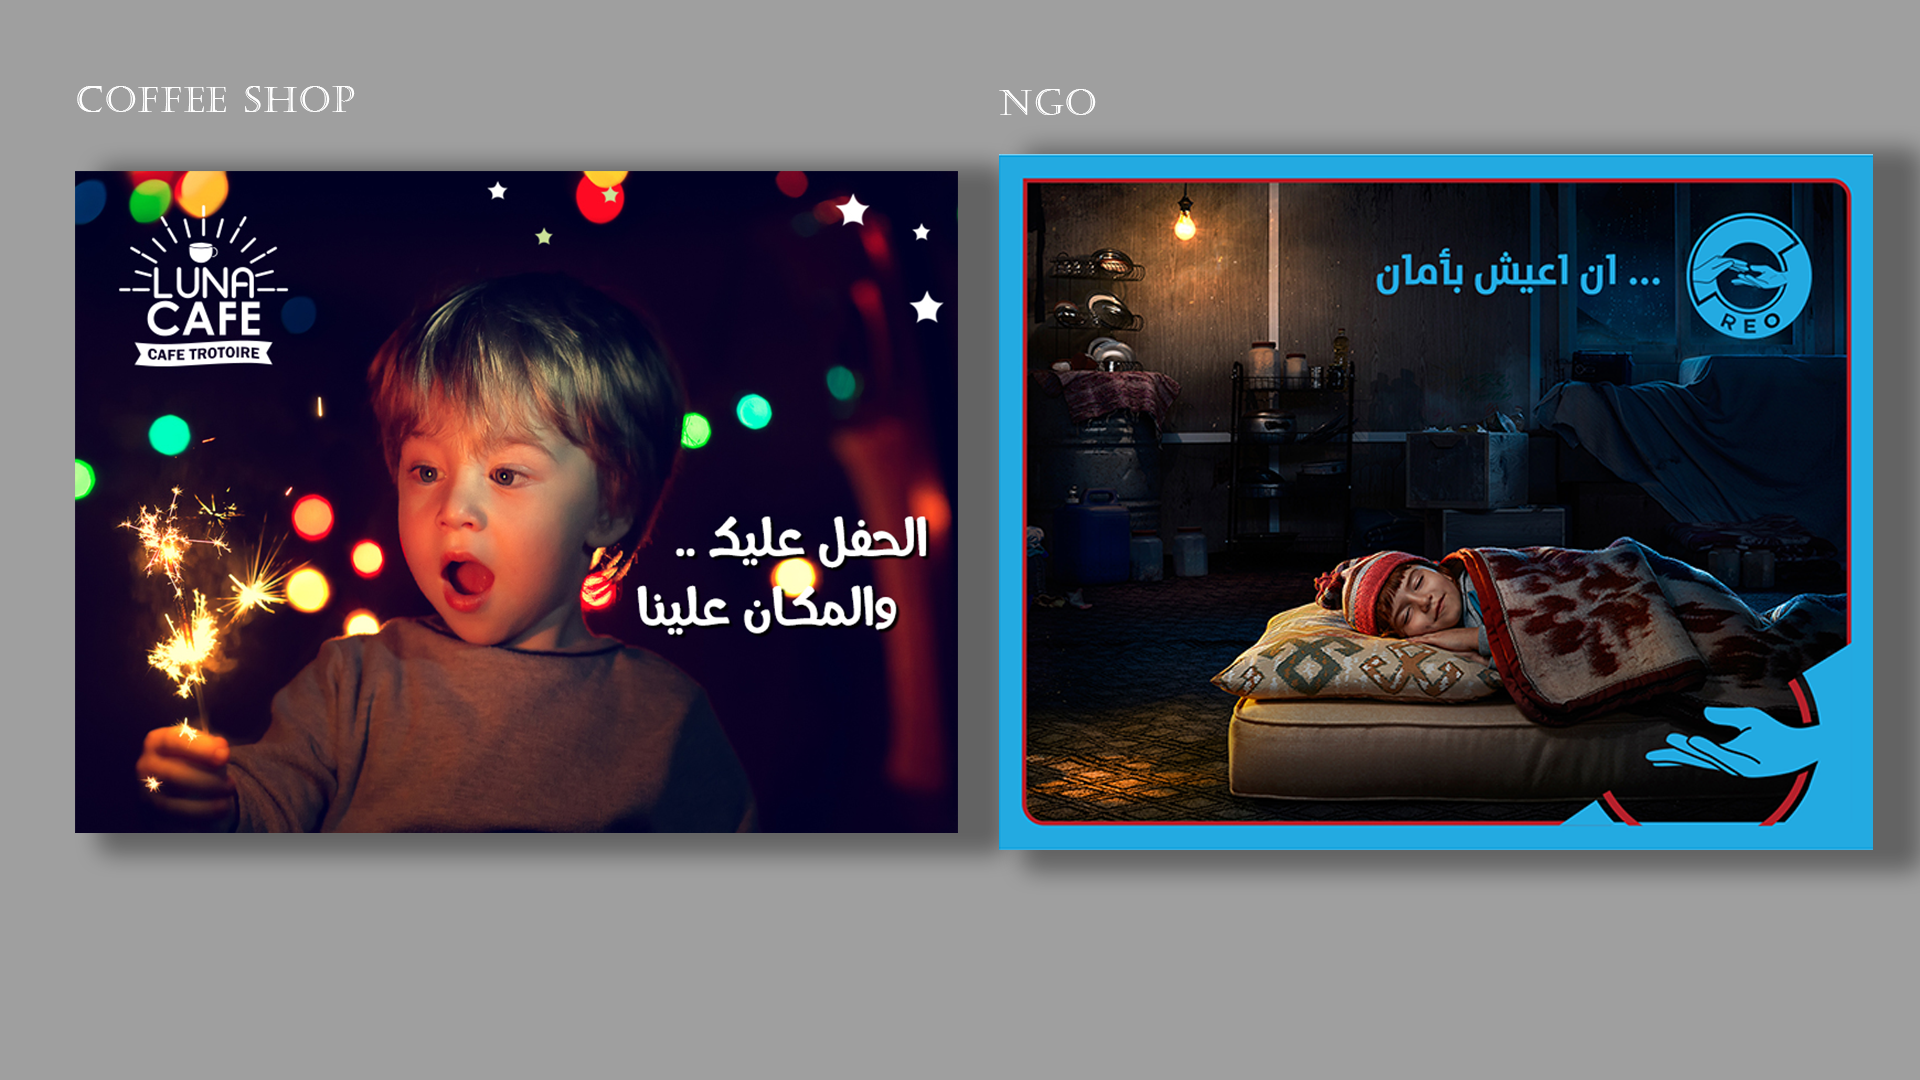 COFFEE SHOP
LUNA
CAFE
CAFE TROTOIRE
الحفل عليك ..
والمكان علينا
NGO
... ان اعيش بأمان
REO